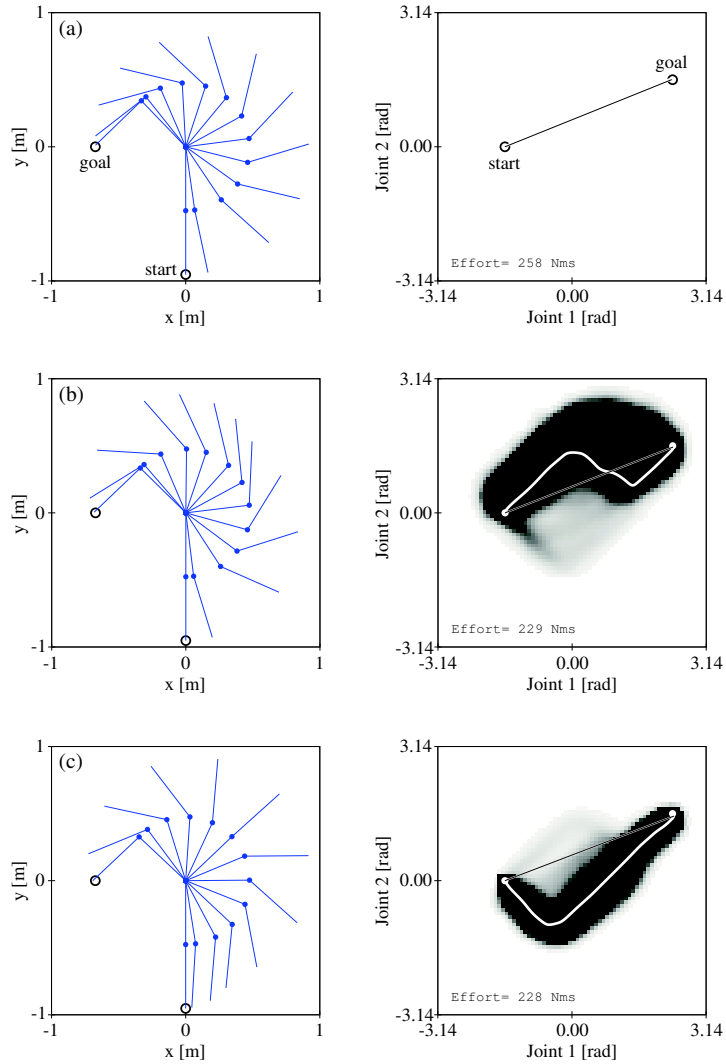 (a)
1
0
-1
y [m]
goal
start
-1 0 1
x [m]
3.14
0.00
-3.14
Joint 2 [rad]
goal
start
Effort= 258 Nms
-3.14 0.00 3.14
Joint 1 [rad]
(b)
1
0
-1
y [m]
-1 0 1
x [m]
3.14
0.00
-3.14
Joint 2 [rad]
Effort= 229 Nms
-3.14 0.00 3.14
Joint 1 [rad]
(c)
1
0
-1
y [m]
-1 0 1
x [m]
3.14
0.00
-3.14
Joint 2 [rad]
Effort= 228 Nms
-3.14 0.00 3.14
Joint 1 [rad]